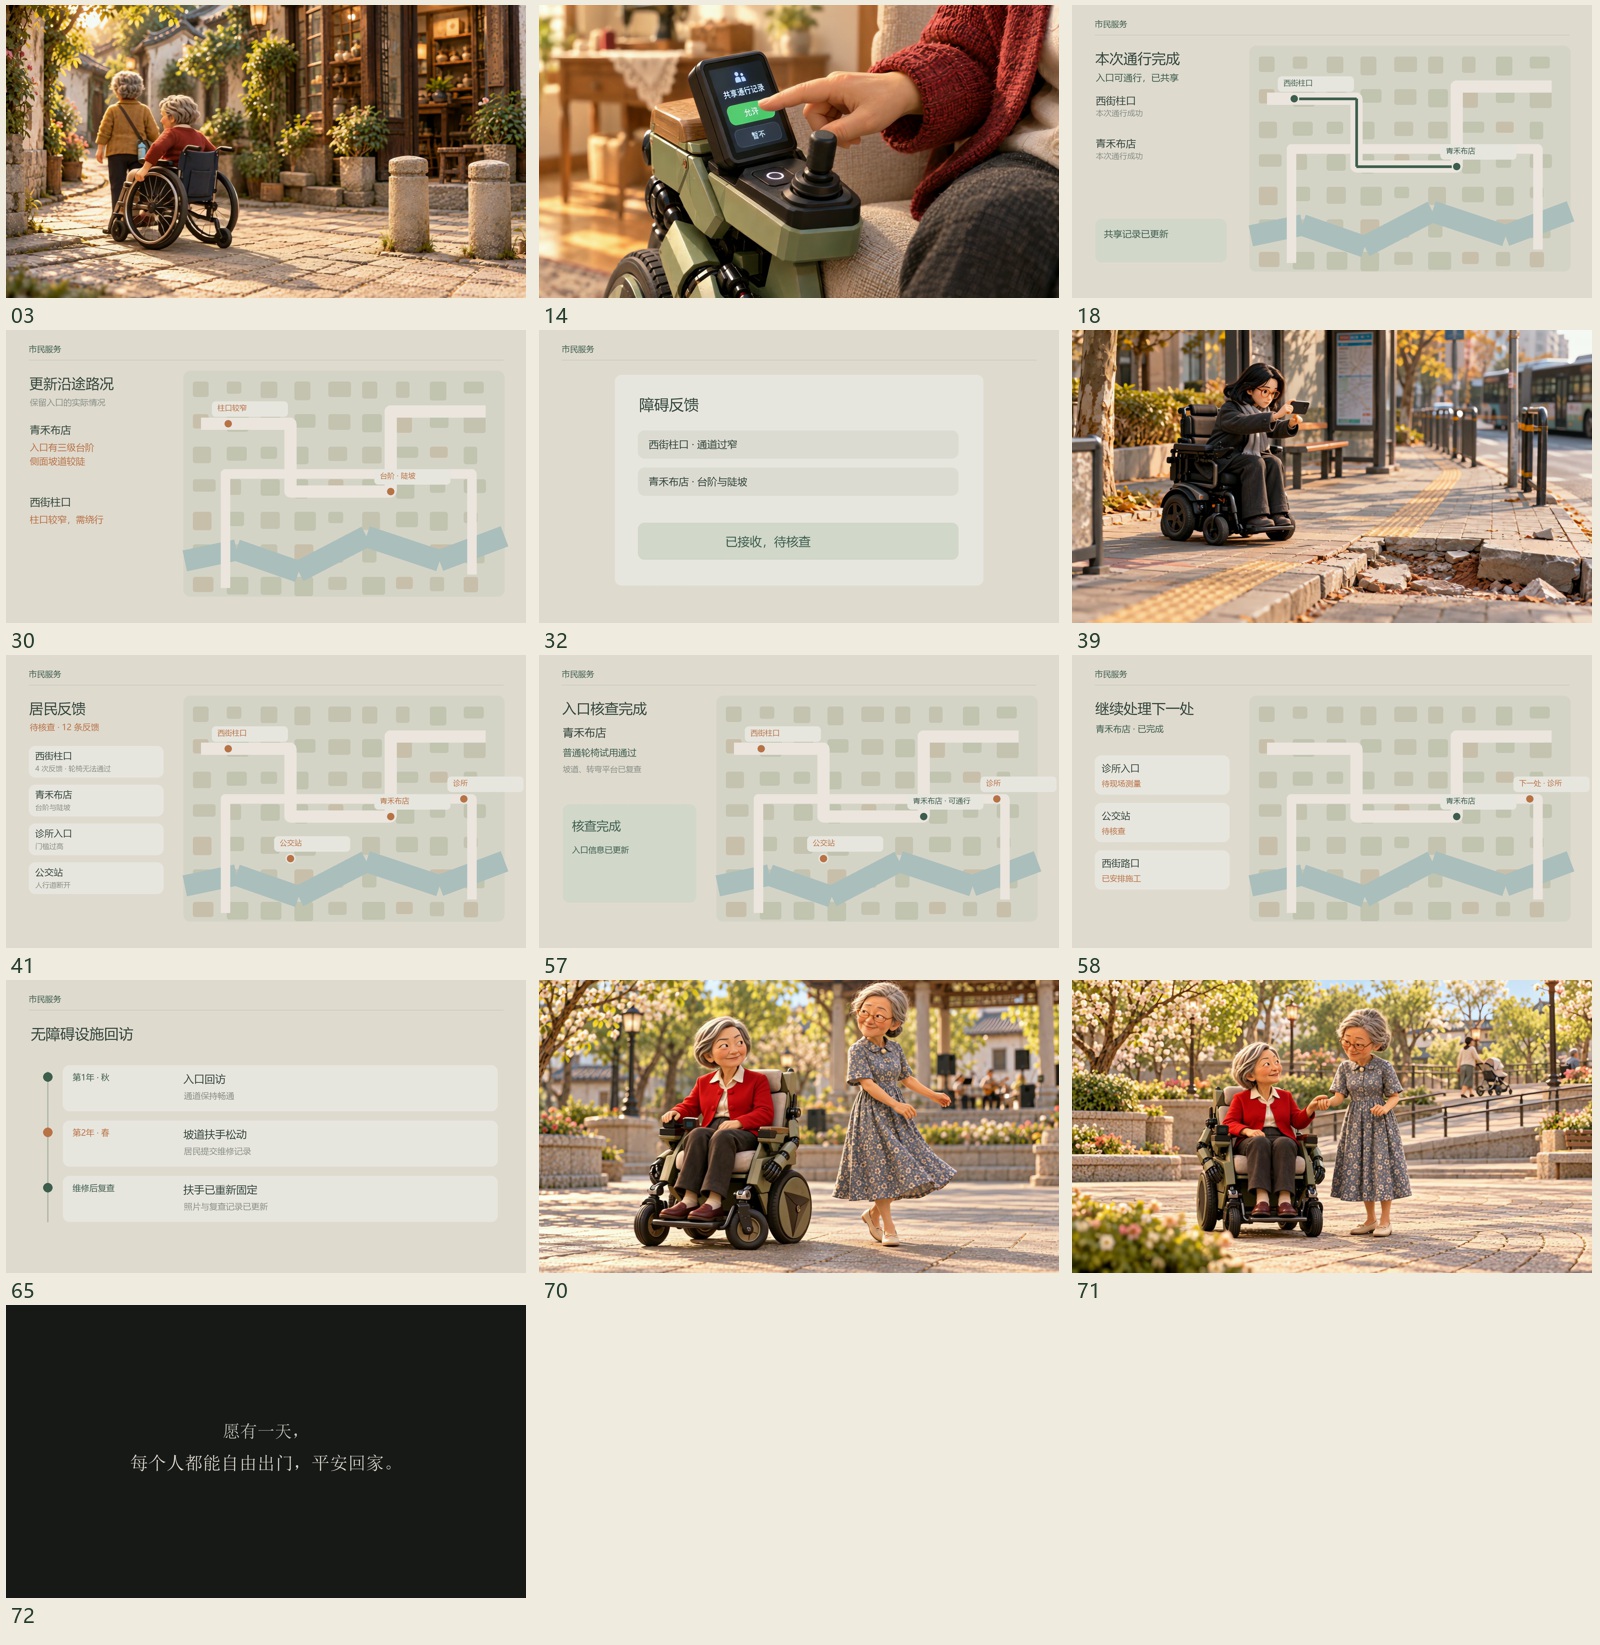 共享通行记录
允许
暂不
市民服务
本次通行完成
入口可通行，已共享
西街柱口
本次通行成功
青禾布店
本次通行成功
共享记录已更新
西街柱口
青禾布店
03
14
18
市民服务
更新沿途路况
保留入口的实际情况
青禾布店
入口有三级台阶
侧面坡道较陡
西街柱口
柱口较窄，需绕行
柱口较窄
台阶 · 陡坡
市民服务
障碍反馈
西街柱口 · 通道过窄
青禾布店 · 台阶与陡坡
已接收，待核查
30
32
39
市民服务
居民反馈
待核查 · 12 条反馈
西街柱口
4 次反馈 · 轮椅无法通过
青禾布店
台阶与陡坡
诊所入口
门槛过高
公交站
人行道断开
西街柱口
诊所
青禾布店
公交站
市民服务
入口核查完成
青禾布店
普通轮椅试用通过
坡道、转弯平台已复查
核查完成
入口信息已更新
西街柱口
诊所
青禾布店 · 可通行
公交站
市民服务
继续处理下一处
青禾布店 · 已完成
诊所入口
待现场测量
公交站
待核查
西街路口
已安排施工
下一处 · 诊所
青禾布店
41
57
58
市民服务
无障碍设施回访
第1年 · 秋
入口回访
通道保持畅通
第2年 · 春
坡道扶手松动
居民提交维修记录
维修后复查
扶手已重新固定
照片与复查记录已更新
65
70
71
愿有一天，
每个人都能自由出门，平安回家。
72